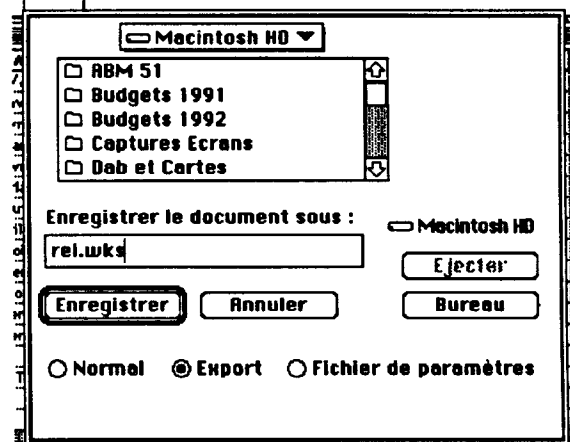 Macintosh HD
ABM 51
Budgets 1991
Budgets 1992
Captures Ecrans
Dab et Cartes
Enregistrer le document sous :
Macintosh HD
rel.wks
Ejecter
Enregistrer Annuler Bureau
Normal Export Fichier de paramètres